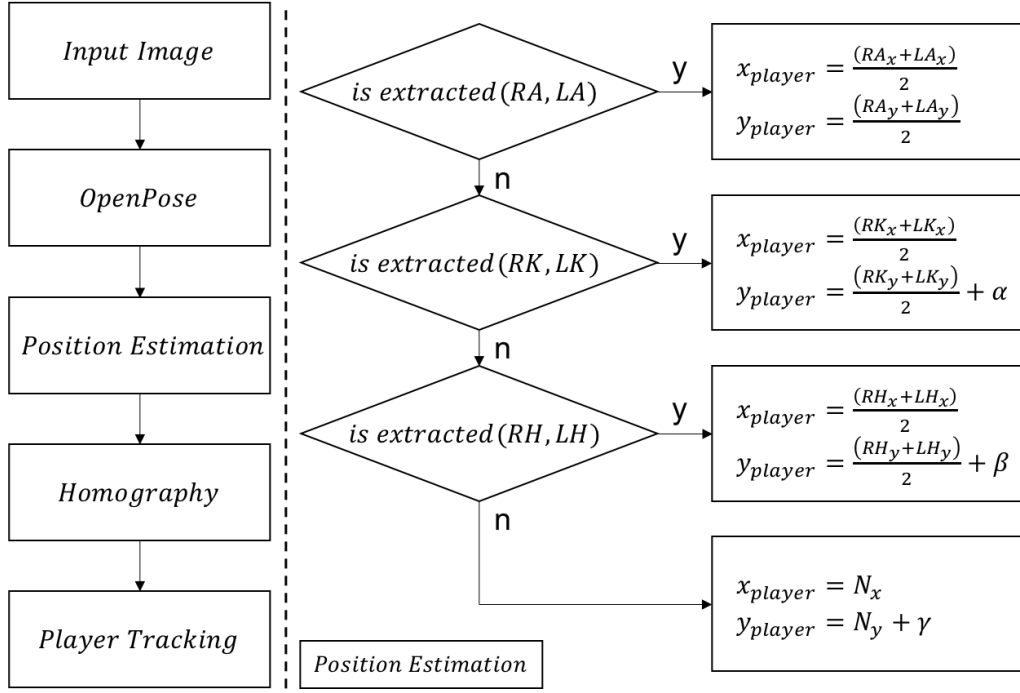 Input Image
OpenPose
Position Estimation
Homography
Player Tracking
is extracted(RA, LA)
y
x_player = (RA_x+LA_x)/2
y_player = (RA_y+LA_y)/2
n
is extracted(RK, LK)
y
x_player = (RK_x+LK_x)/2
y_player = (RK_y+LK_y)/2 + α
n
is extracted(RH, LH)
y
x_player = (RH_x+LH_x)/2
y_player = (RH_y+LH_y)/2 + β
n
x_player = N_x
y_player = N_y + γ
Position Estimation